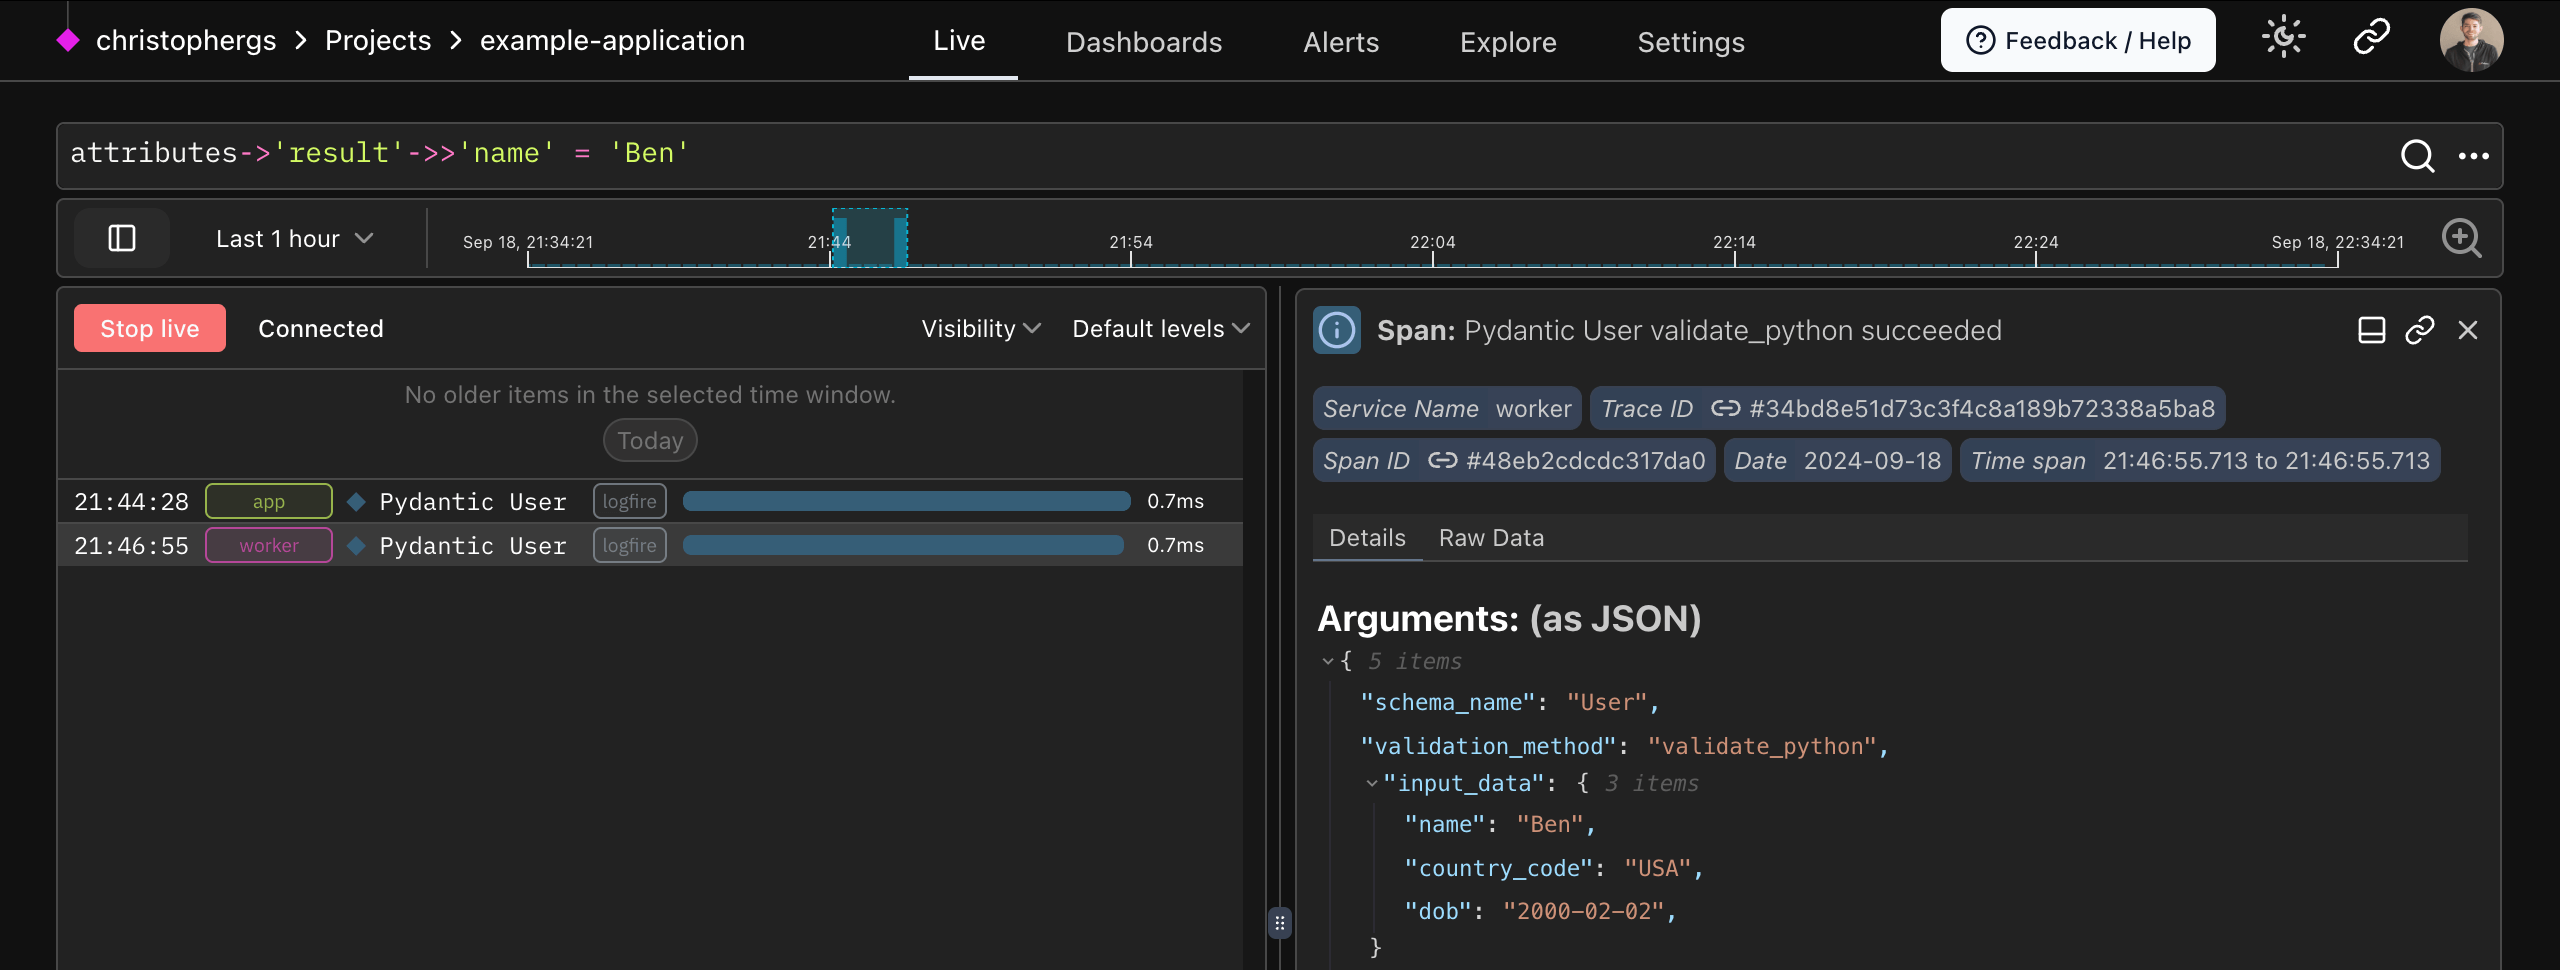 christophergs > Projects > example-application Live Dashboards Alerts Explore Settings Feedback / Help
attributes->'result'->>'name' = 'Ben'
Last 1 hour Sep 18, 21:34:21 21:44 21:54 22:04 22:14 22:24 Sep 18, 22:34:21
Stop live Connected Visibility Default levels
No older items in the selected time window.
Today
21:44:28 app Pydantic User logfire 0.7ms
21:46:55 worker Pydantic User logfire 0.7ms
Span: Pydantic User validate_python succeeded
Service Name worker Trace ID #34bd8e51d73c3f4c8a189b72338a5ba8
Span ID #48eb2cdcdc317da0 Date 2024-09-18 Time span 21:46:55.713 to 21:46:55.713
Details Raw Data
Arguments: (as JSON)
{ 5 items
"schema_name": "User",
"validation_method": "validate_python",
"input_data": { 3 items
"name": "Ben",
"country_code": "USA",
"dob": "2000-02-02",
}